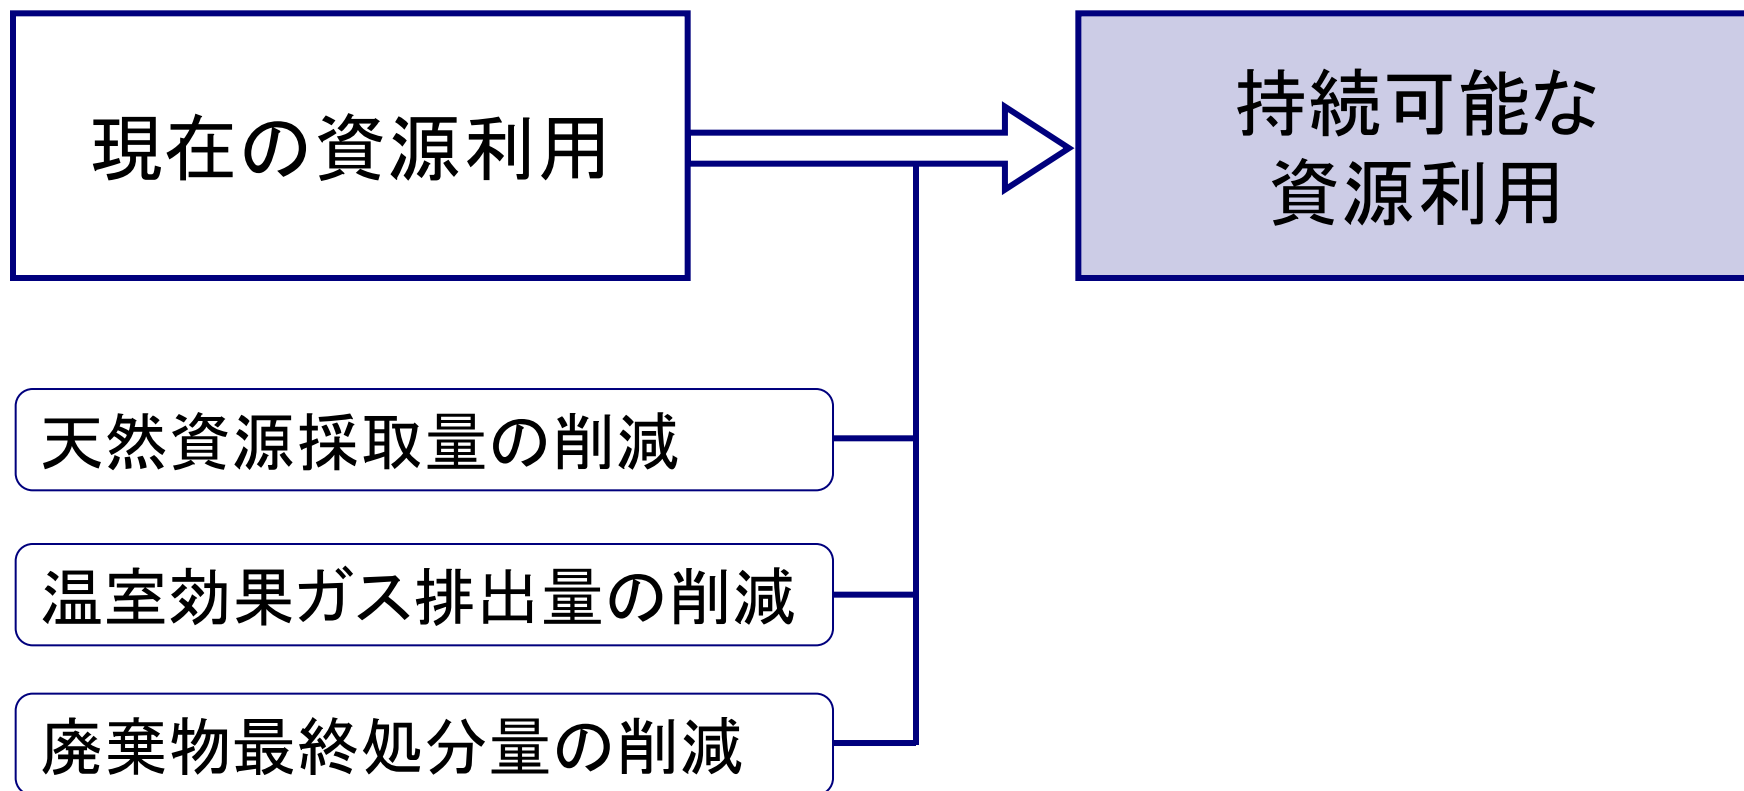 現在の資源利用
持続可能な
資源利用
天然資源採取量の削減
温室効果ガス排出量の削減
廃棄物最終処分量の削減